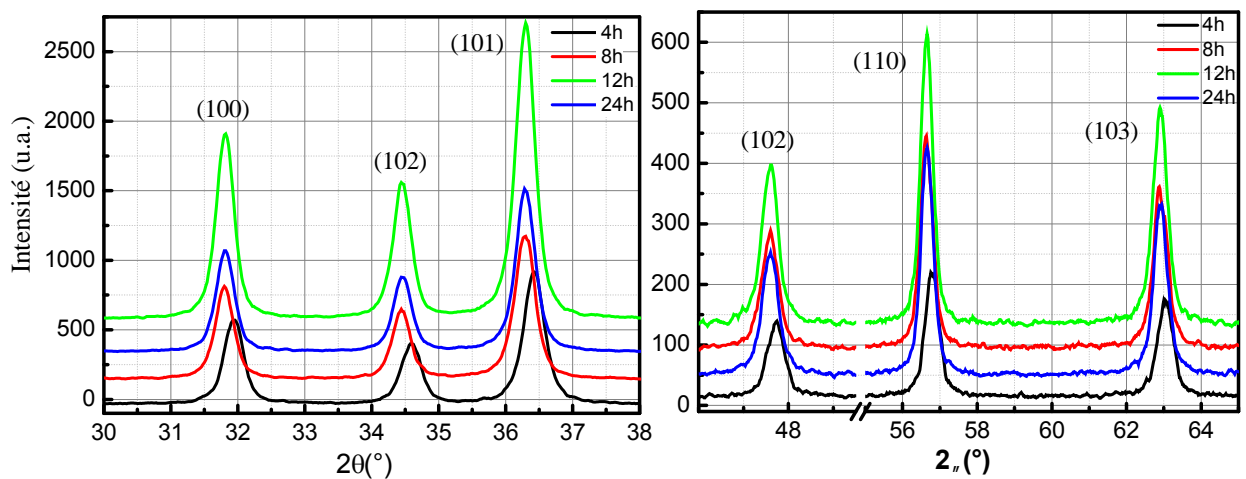 Intensité (u.a.)
2500
2000
1500
1000
500
0
(100)
(102)
(101)
4h
8h
12h
24h
30 31 32 33 34 35 36 37 38
2θ(°)
600
500
400
300
200
100
0
(102)
(110)
(103)
4h
8h
12h
24h
48 56 58 60 62 64
2〃(°)